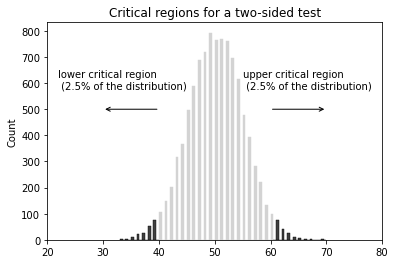 Critical regions for a two-sided test
800
700
600
500
400
300
200
100
0
Count
lower critical region
(2.5% of the distribution)
upper critical region
(2.5% of the distribution)
20 30 40 50 60 70 80